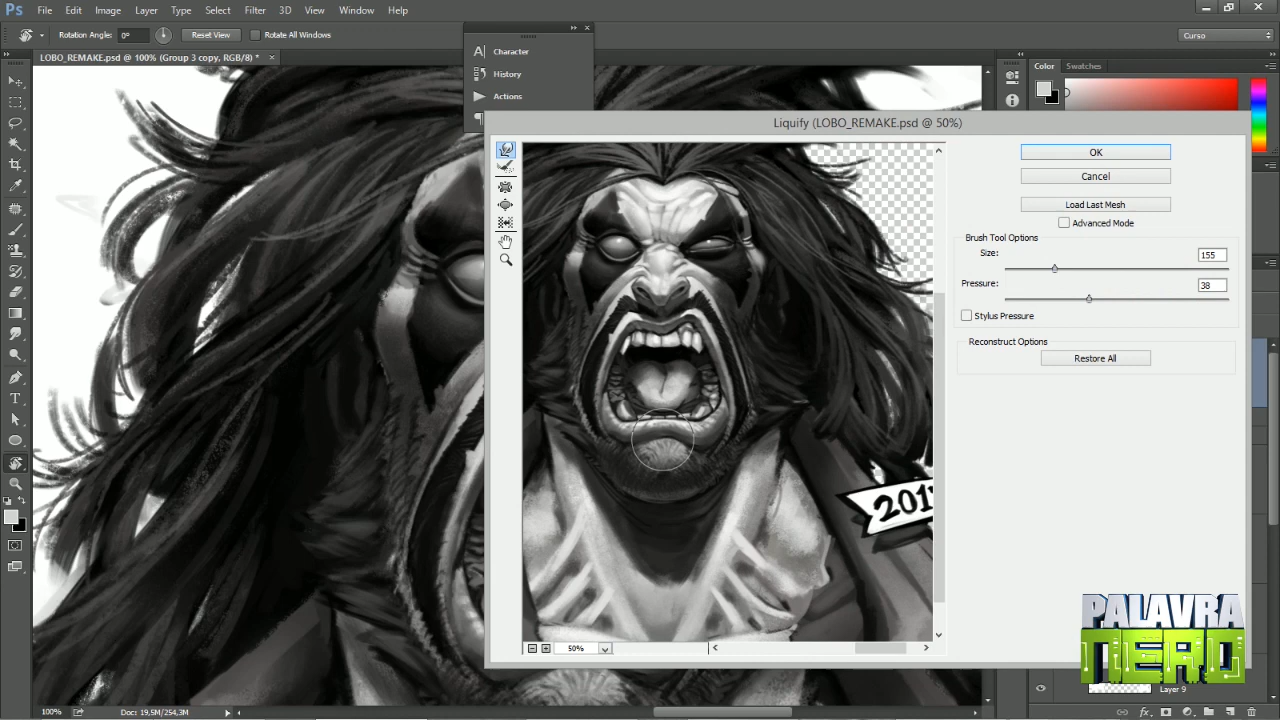 Ps File Edit Image Layer Type Select Filter 3D View Window Help
Rotation Angle: 0° Reset View Rotate All Windows Curso
LOBO_REMAKE.psd @ 100% (Group 3 copy, RGB/8) *
Character
History
Actions
Color Swatches
Liquify (LOBO_REMAKE.psd @ 50%)
OK
Cancel
Load Last Mesh
Advanced Mode
Brush Tool Options
Size: 155
Pressure: 38
Stylus Pressure
Reconstruct Options
Restore All
201
50%
PALAVRA
NERD
Layer 9
100% Doc: 19,5M/254,3M
fx